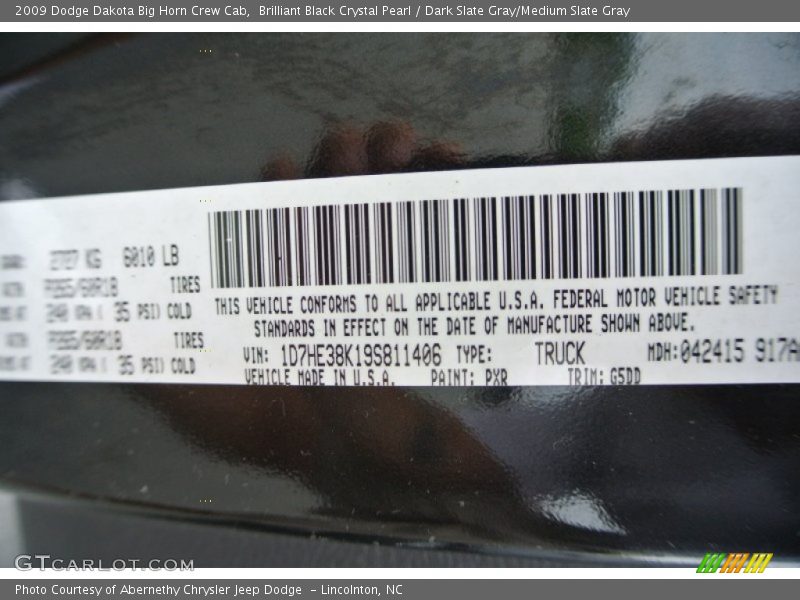 2009 Dodge Dakota Big Horn Crew Cab,  Brilliant Black Crystal Pearl / Dark Slate Gray/Medium Slate Gray
2727 KG 6010 LB
P265/60R18 TIRES
240 KPA ( 35 PSI) COLD
P265/60R18 TIRES
240 KPA ( 35 PSI) COLD
THIS VEHICLE CONFORMS TO ALL APPLICABLE U.S.A. FEDERAL MOTOR VEHICLE SAFETY
STANDARDS IN EFFECT ON THE DATE OF MANUFACTURE SHOWN ABOVE.
VIN: 1D7HE38K19S811406 TYPE: TRUCK MDH:042415 917A
VEHICLE MADE IN U.S.A. PAINT: PXR TRIM: G5DD
GTCARLOT.COM
Photo Courtesy of Abernethy Chrysler Jeep Dodge  – Lincolnton, NC